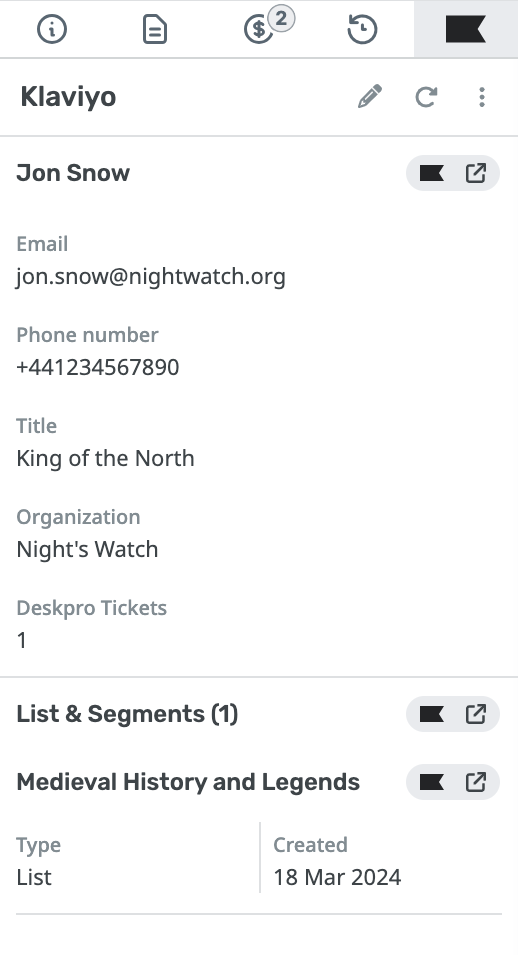 2
Klaviyo
Jon Snow
Email
jon.snow@nightwatch.org
Phone number
+441234567890
Title
King of the North
Organization
Night's Watch
Deskpro Tickets
1
List & Segments (1)
Medieval History and Legends
Type
Created
List
18 Mar 2024